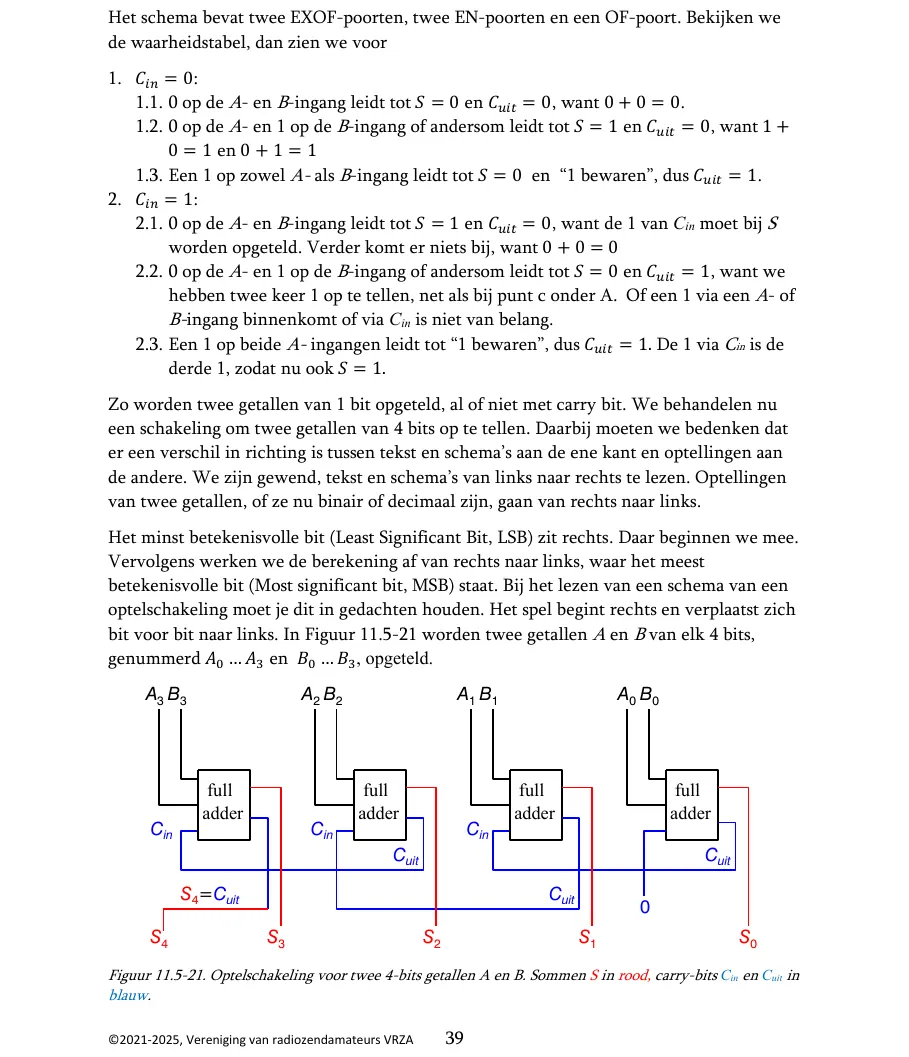 Het schema bevat twee EXOF-poorten, twee EN-poorten en een OF-poort. Bekijken we
de waarheidstabel, dan zien we voor
1. C_in = 0:
1.1. 0 op de A- en B-ingang leidt tot S = 0 en C_uit = 0, want 0 + 0 = 0.
1.2. 0 op de A- en 1 op de B-ingang of andersom leidt tot S = 1 en C_uit = 0, want 1 +
0 = 1 en 0 + 1 = 1
1.3. Een 1 op zowel A- als B-ingang leidt tot S = 0 en “1 bewaren”, dus C_uit = 1.
2. C_in = 1:
2.1. 0 op de A- en B-ingang leidt tot S = 1 en C_uit = 0, want de 1 van C_in moet bij S
worden opgeteld. Verder komt er niets bij, want 0 + 0 = 0
2.2. 0 op de A- en 1 op de B-ingang of andersom leidt tot S = 0 en C_uit = 1, want we
hebben twee keer 1 op te tellen, net als bij punt c onder A. Of een 1 via een A- of
B-ingang binnenkomt of via C_in is niet van belang.
2.3. Een 1 op beide A- ingangen leidt tot “1 bewaren”, dus C_uit = 1. De 1 via C_in is de
derde 1, zodat nu ook S = 1.
Zo worden twee getallen van 1 bit opgeteld, al of niet met carry bit. We behandelen nu
een schakeling om twee getallen van 4 bits op te tellen. Daarbij moeten we bedenken dat
er een verschil in richting is tussen tekst en schema’s aan de ene kant en optellingen aan
de andere. We zijn gewend, tekst en schema’s van links naar rechts te lezen. Optellingen
van twee getallen, of ze nu binair of decimaal zijn, gaan van rechts naar links.
Het minst betekenisvolle bit (Least Significant Bit, LSB) zit rechts. Daar beginnen we mee.
Vervolgens werken we de berekening af van rechts naar links, waar het meest
betekenisvolle bit (Most significant bit, MSB) staat. Bij het lezen van een schema van een
optelschakeling moet je dit in gedachten houden. Het spel begint rechts en verplaatst zich
bit voor bit naar links. In Figuur 11.5-21 worden twee getallen A en B van elk 4 bits,
genummerd A₀ … A₃ en B₀ … B₃, opgeteld.
A₃ B₃ A₂ B₂ A₁ B₁ A₀ B₀
full full full full
adder adder adder adder
C_in C_in C_in
C_uit C_uit
S₄=C_uit C_uit 0
S₄ S₃ S₂ S₁ S₀
Figuur 11.5-21. Optelschakeling voor twee 4-bits getallen A en B. Sommen S in rood, carry-bits C_in en C_uit in
blauw.
©2021-2025, Vereniging van radiozendamateurs VRZA 39